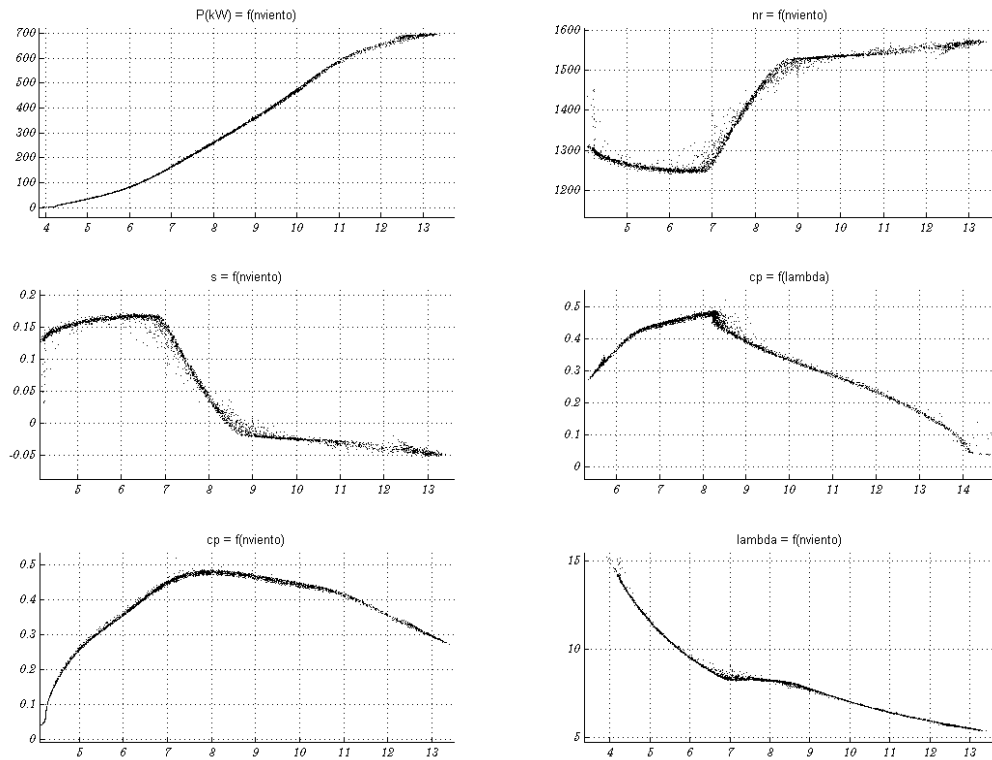 P(kW) = f(nviento)
700
600
500
400
300
200
100
0
4 5 6 7 8 9 10 11 12 13
nr = f(nviento)
1600
1500
1400
1300
1200
5 6 7 8 9 10 11 12 13
s = f(nviento)
0.2
0.15
0.1
0.05
0
-0.05
5 6 7 8 9 10 11 12 13
cp = f(lambda)
0.5
0.4
0.3
0.2
0.1
0
6 7 8 9 10 11 12 13 14
cp = f(nviento)
0.5
0.4
0.3
0.2
0.1
0
5 6 7 8 9 10 11 12 13
lambda = f(nviento)
15
10
5
4 5 6 7 8 9 10 11 12 13